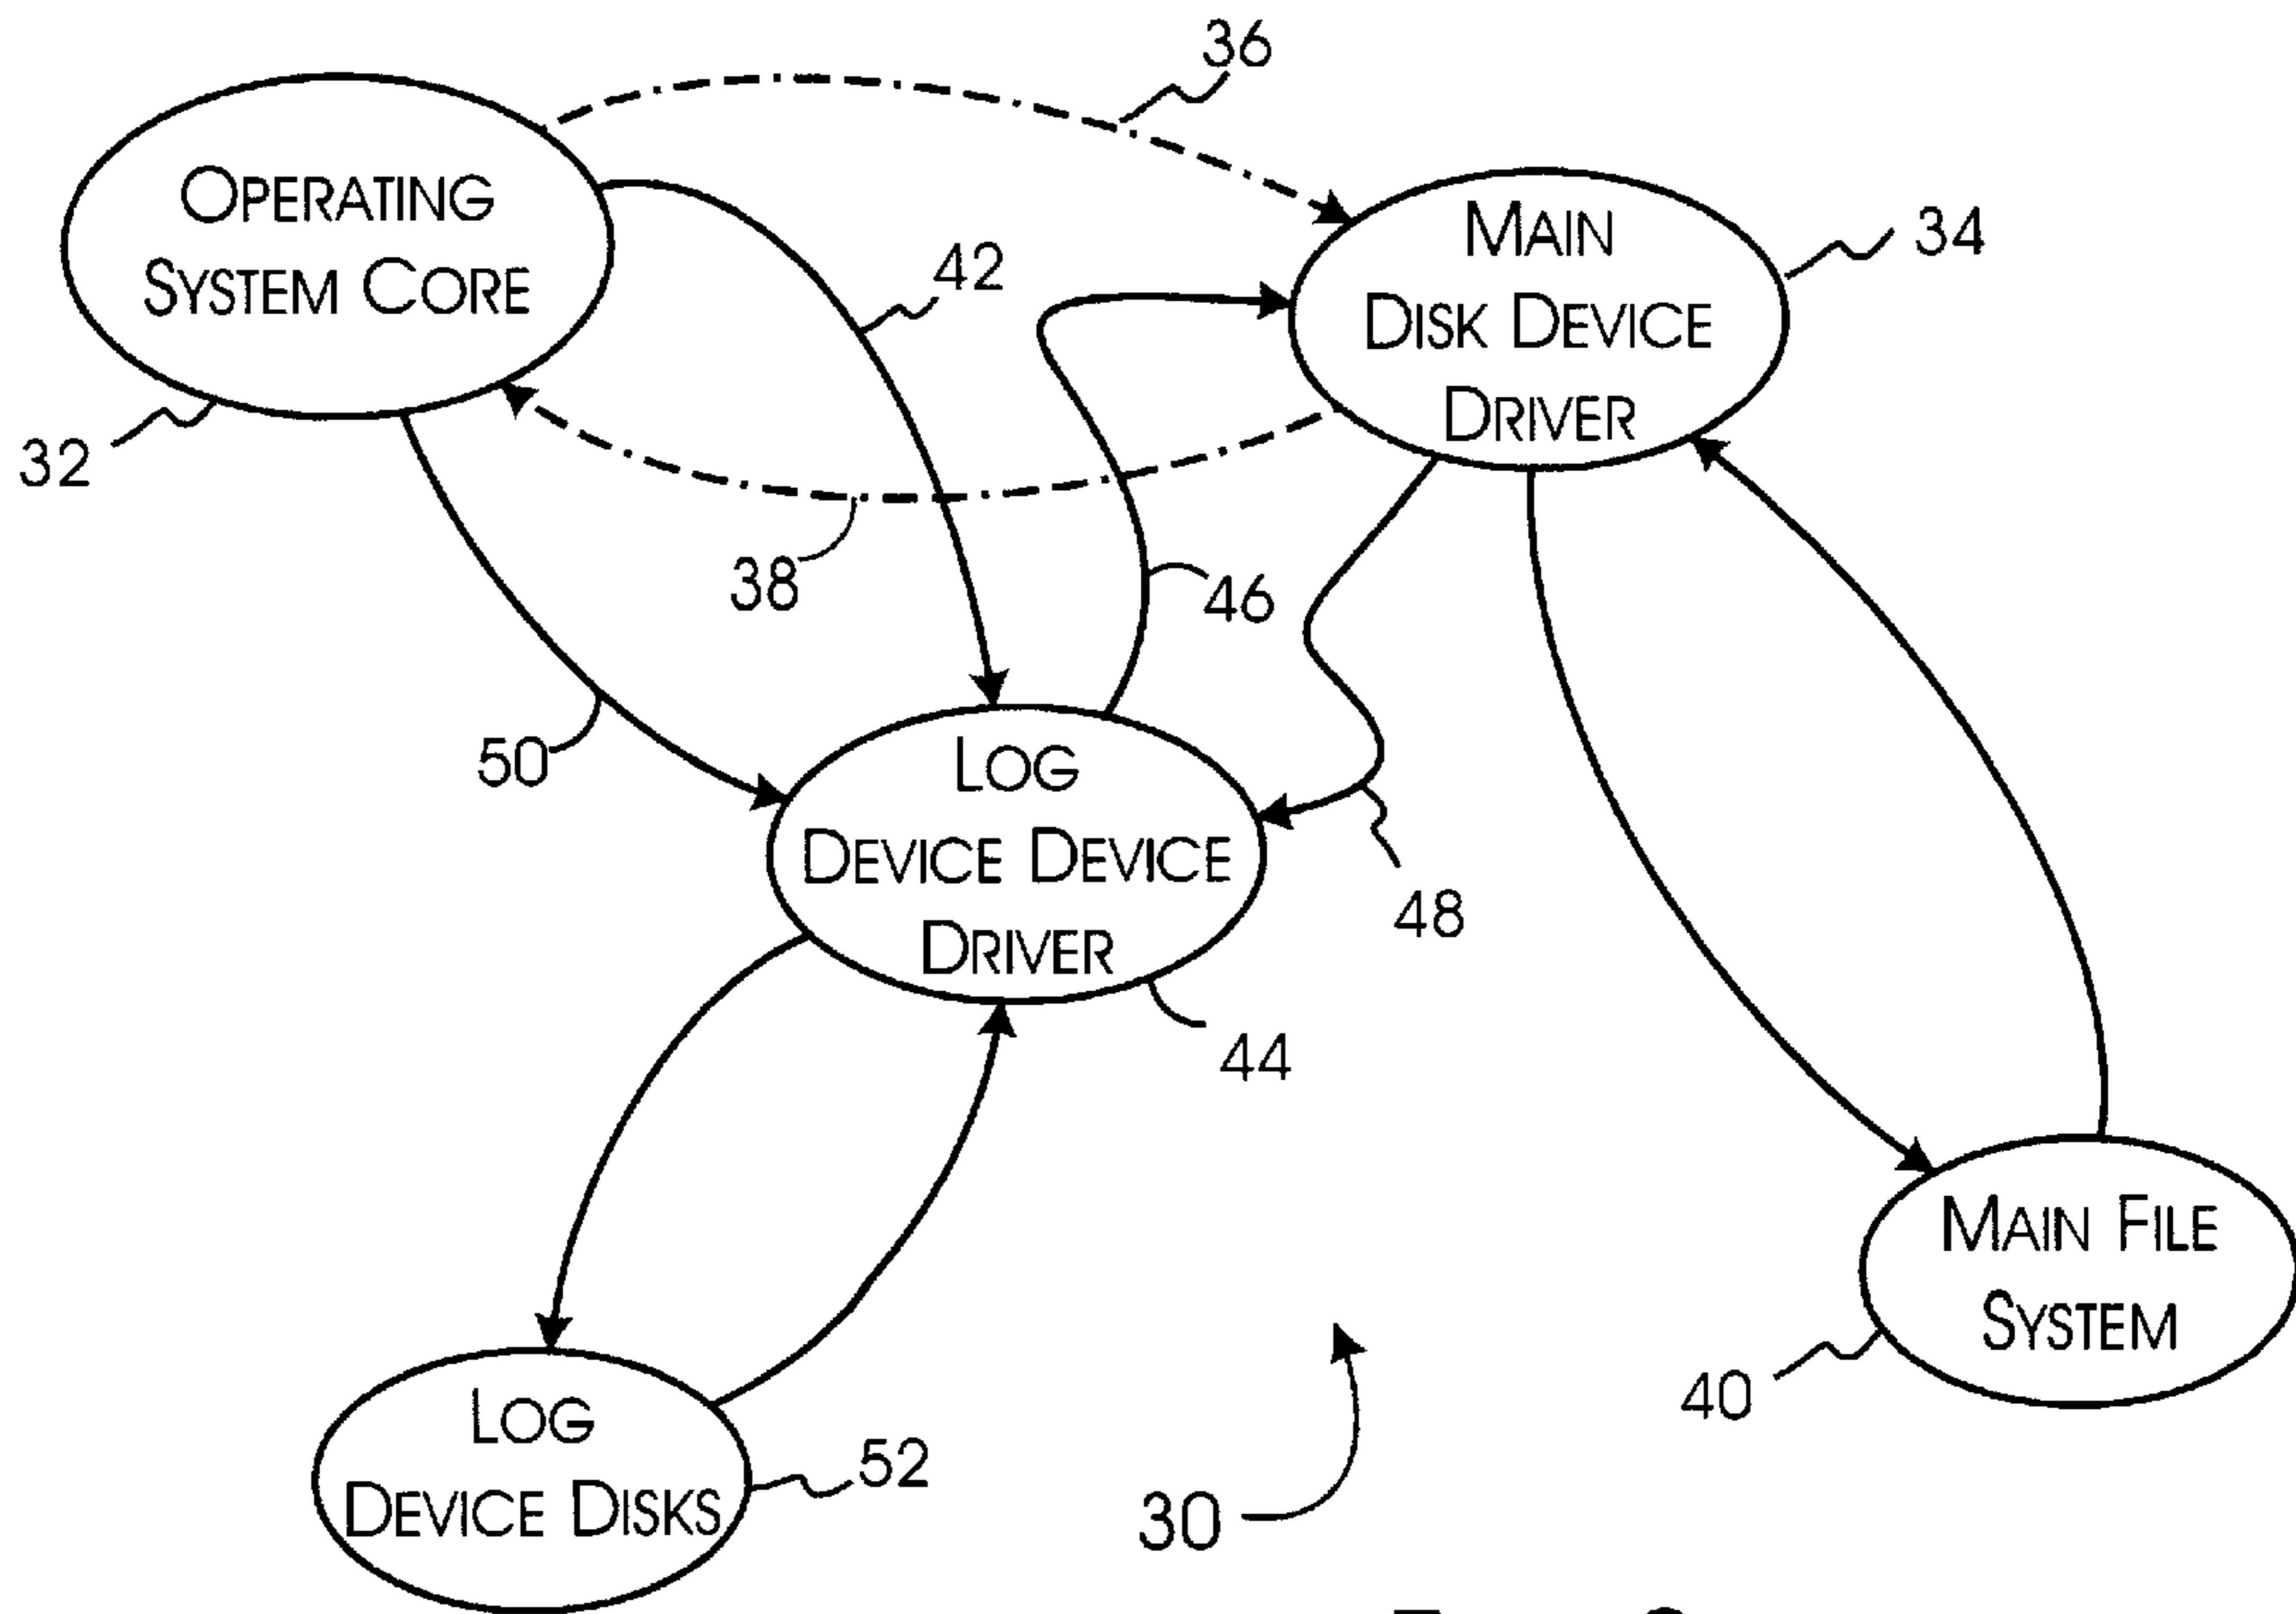 36
OPERATING
SYSTEM CORE
MAIN
DISK DEVICE
DRIVER
34
42
32
38
46
50
LOG
DEVICE DEVICE
DRIVER
48
44
MAIN FILE
SYSTEM
40
LOG
DEVICE DISKS
52
30